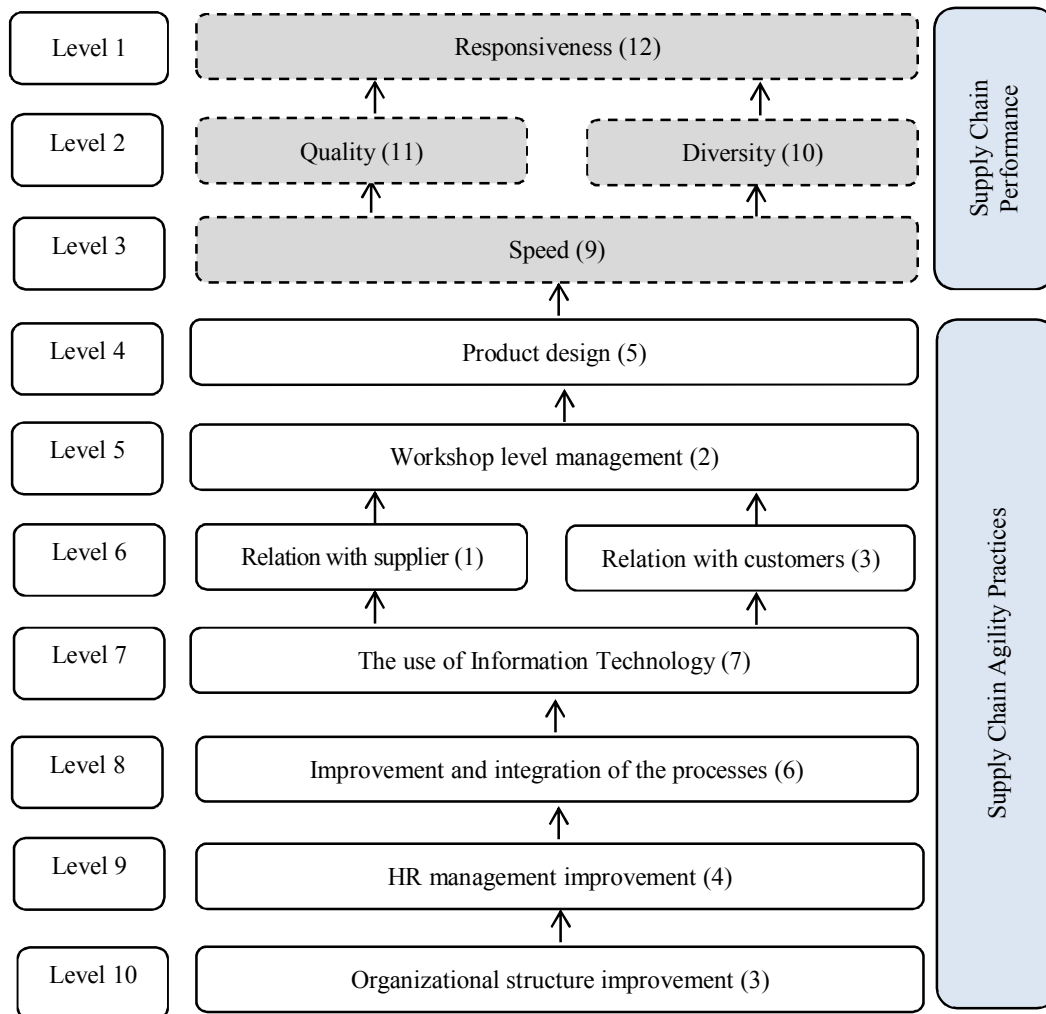 Level 1
Responsiveness (12)
Level 2
Quality (11)
Diversity (10)
Level 3
Speed (9)
Supply Chain
Performance
Level 4
Product design (5)
Level 5
Workshop level management (2)
Level 6
Relation with supplier (1)
Relation with customers (3)
Level 7
The use of Information Technology (7)
Level 8
Improvement and integration of the processes (6)
Level 9
HR management improvement (4)
Level 10
Organizational structure improvement (3)
Supply Chain Agility Practices